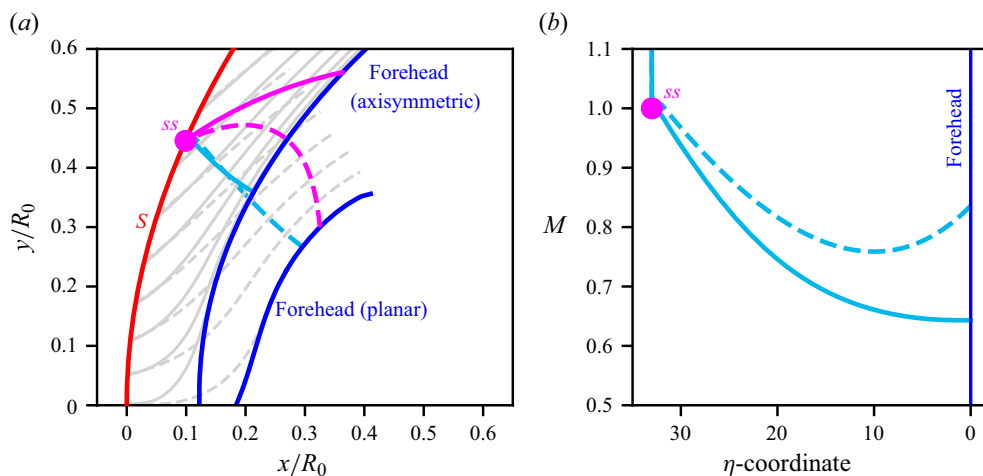 (a)
0.6
0.5
0.4
0.3
0.2
0.1
0
y/R₀
0
0.1
0.2
0.3
0.4
0.5
0.6
x/R₀
Forehead
(axisymmetric)
ss
S
Forehead (planar)
(b)
1.1
1.0
0.9
0.8
0.7
0.6
0.5
M
30
20
10
0
η-coordinate
ss
Forehead